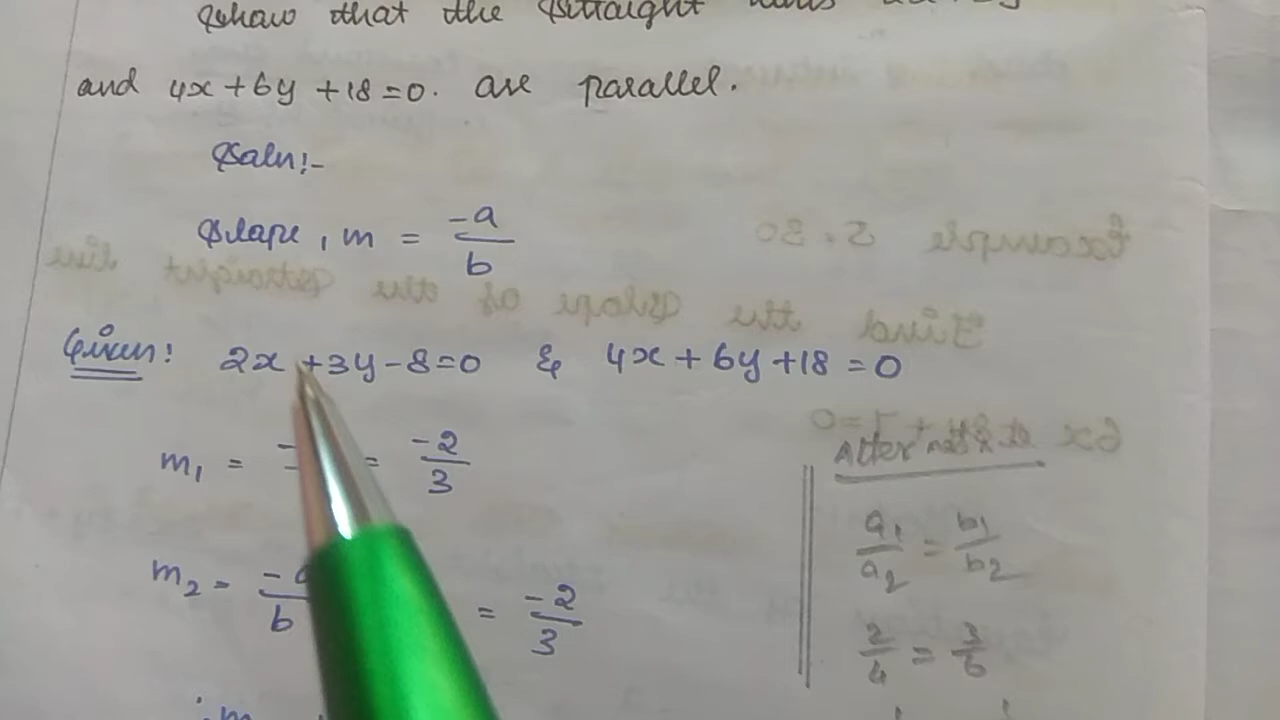 show that the straight lines
and 4x+6y+18=0. are parallel.
Soln:-
Slope, m = -a/b
Given: 2x+3y-8=0 & 4x+6y+18=0
m₁ = - = -2/3
m₂ = -a/b = -2/3
a₁/a₂ = b₁/b₂
2/4 = 3/6
∴ m